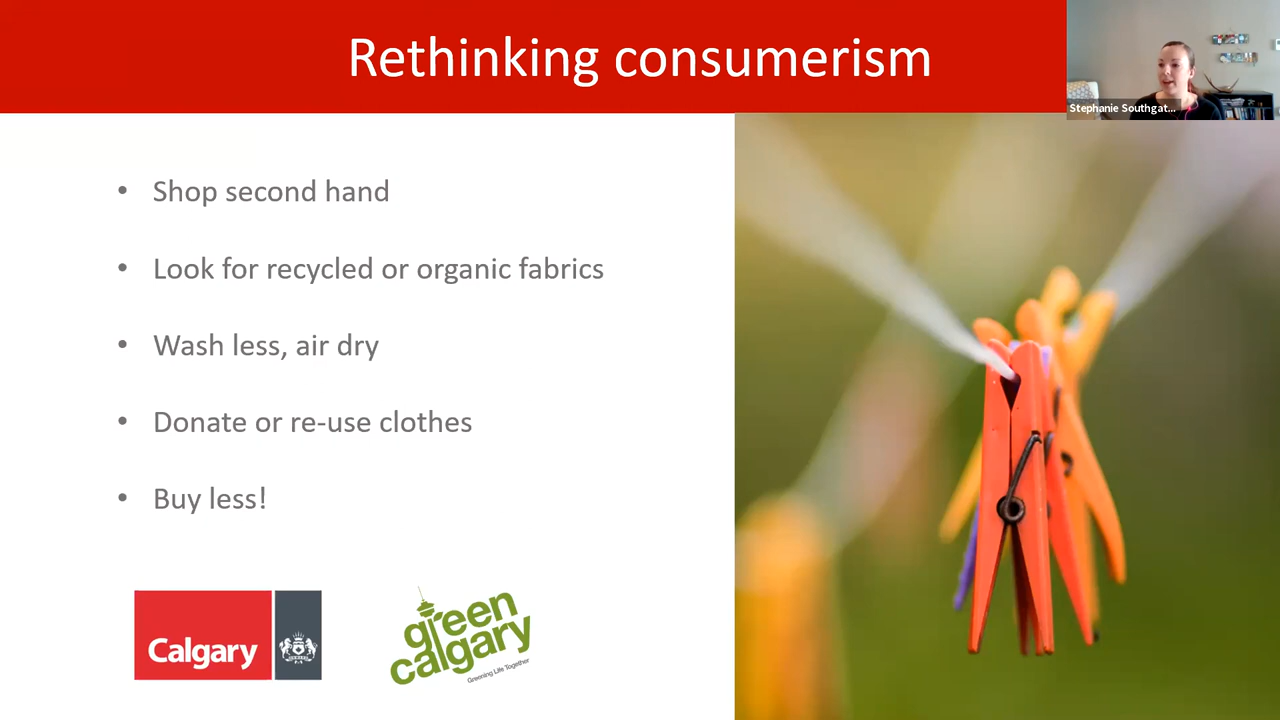 Rethinking consumerism
Stephanie Southgat...
• Shop second hand
• Look for recycled or organic fabrics
• Wash less, air dry
• Donate or re-use clothes
• Buy less!
Calgary
green
calgary
Greening Life Together